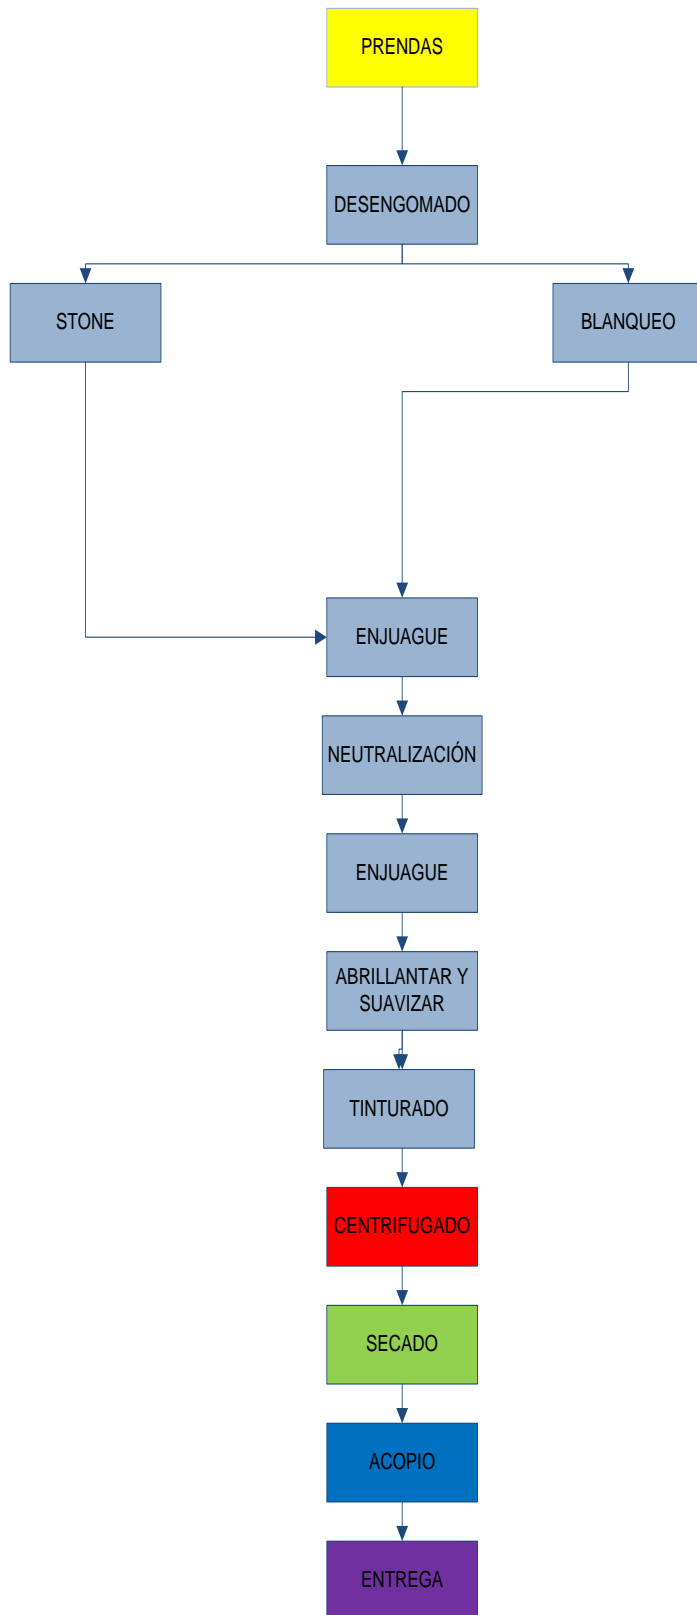 PRENDAS
DESENGOMADO
STONE
BLANQUEO
ENJUAGUE
NEUTRALIZACIÓN
ENJUAGUE
ABRILLANTAR Y
SUAVIZAR
TINTURADO
CENTRIFUGADO
SECADO
ACOPIO
ENTREGA